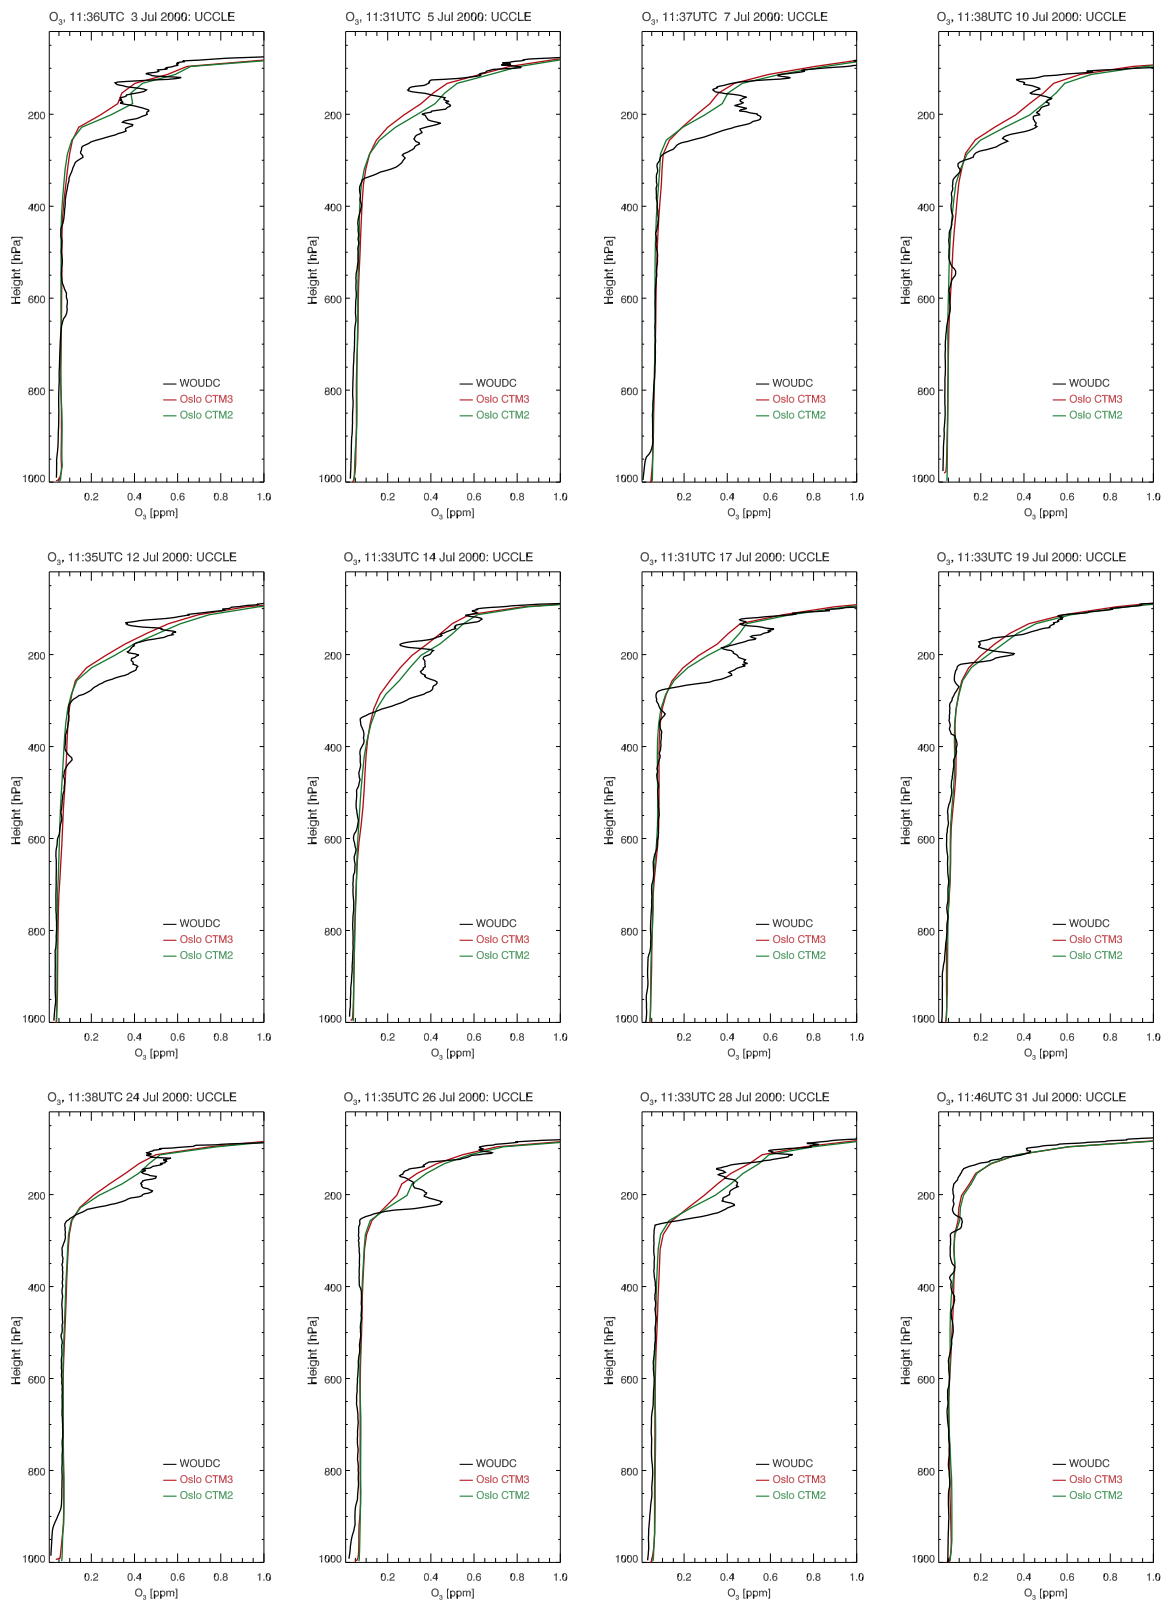 O₃, 11:36UTC 3 Jul 2000: UCCLE
200
400
Height [hPa]
600
800
WOUDC
Oslo CTM3
Oslo CTM2
1000
0.2 0.4 0.6 0.8 1.0
O₃ [ppm]
O₃, 11:31UTC 5 Jul 2000: UCCLE
200
400
Height [hPa]
600
800
WOUDC
Oslo CTM3
Oslo CTM2
1000
0.2 0.4 0.6 0.8 1.0
O₃ [ppm]
O₃, 11:37UTC 7 Jul 2000: UCCLE
200
400
Height [hPa]
600
800
WOUDC
Oslo CTM3
Oslo CTM2
1000
0.2 0.4 0.6 0.8 1.0
O₃ [ppm]
O₃, 11:38UTC 10 Jul 2000: UCCLE
200
400
Height [hPa]
600
800
WOUDC
Oslo CTM3
Oslo CTM2
1000
0.2 0.4 0.6 0.8 1.0
O₃ [ppm]
O₃, 11:35UTC 12 Jul 2000: UCCLE
200
400
Height [hPa]
600
800
WOUDC
Oslo CTM3
Oslo CTM2
1000
0.2 0.4 0.6 0.8 1.0
O₃ [ppm]
O₃, 11:33UTC 14 Jul 2000: UCCLE
200
400
Height [hPa]
600
800
WOUDC
Oslo CTM3
Oslo CTM2
1000
0.2 0.4 0.6 0.8 1.0
O₃ [ppm]
O₃, 11:31UTC 17 Jul 2000: UCCLE
200
400
Height [hPa]
600
800
WOUDC
Oslo CTM3
Oslo CTM2
1000
0.2 0.4 0.6 0.8 1.0
O₃ [ppm]
O₃, 11:33UTC 19 Jul 2000: UCCLE
200
400
Height [hPa]
600
800
WOUDC
Oslo CTM3
Oslo CTM2
1000
0.2 0.4 0.6 0.8 1.0
O₃ [ppm]
O₃, 11:38UTC 24 Jul 2000: UCCLE
200
400
Height [hPa]
600
800
WOUDC
Oslo CTM3
Oslo CTM2
1000
0.2 0.4 0.6 0.8 1.0
O₃ [ppm]
O₃, 11:35UTC 26 Jul 2000: UCCLE
200
400
Height [hPa]
600
800
WOUDC
Oslo CTM3
Oslo CTM2
1000
0.2 0.4 0.6 0.8 1.0
O₃ [ppm]
O₃, 11:33UTC 28 Jul 2000: UCCLE
200
400
Height [hPa]
600
800
WOUDC
Oslo CTM3
Oslo CTM2
1000
0.2 0.4 0.6 0.8 1.0
O₃ [ppm]
O₃, 11:46UTC 31 Jul 2000: UCCLE
200
400
Height [hPa]
600
800
WOUDC
Oslo CTM3
Oslo CTM2
1000
0.2 0.4 0.6 0.8 1.0
O₃ [ppm]